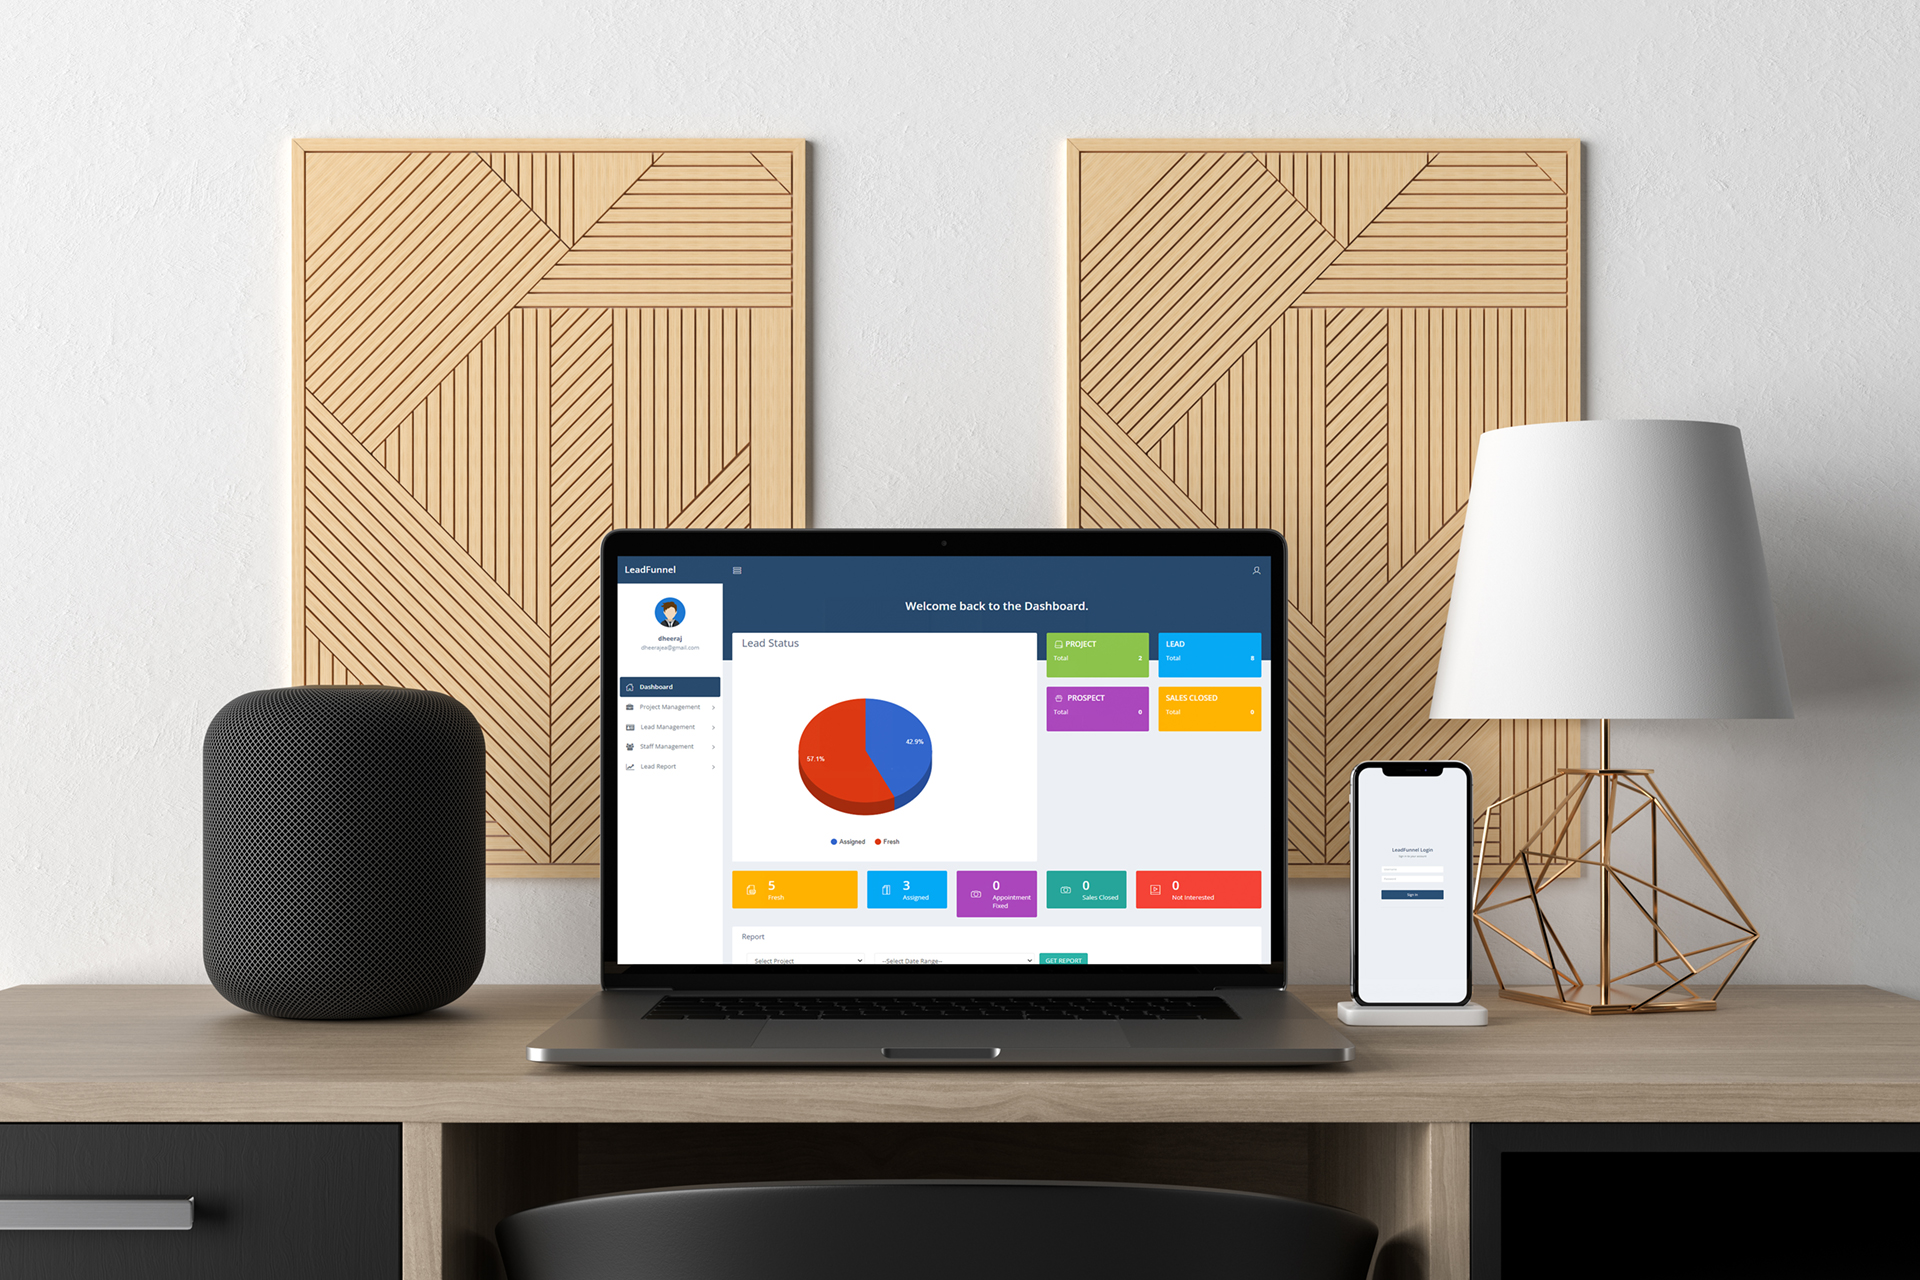 LeadFunnel
Welcome back to the Dashboard.
dheeraj
dheerajea@gmail.com
Dashboard
Project Management
Lead Management
Staff Management
Lead Report
Lead Status
42.9%
57.1%
Assigned
Fresh
PROJECT
Total 2
LEAD
Total 8
PROSPECT
Total 0
SALES CLOSED
Total 0
5
Fresh
3
Assigned
0
Appointment
Fixed
0
Sales Closed
0
Not Interested
Report
Select Project
--Select Date Range--
GET REPORT
LeadFunnel Login
Sign In